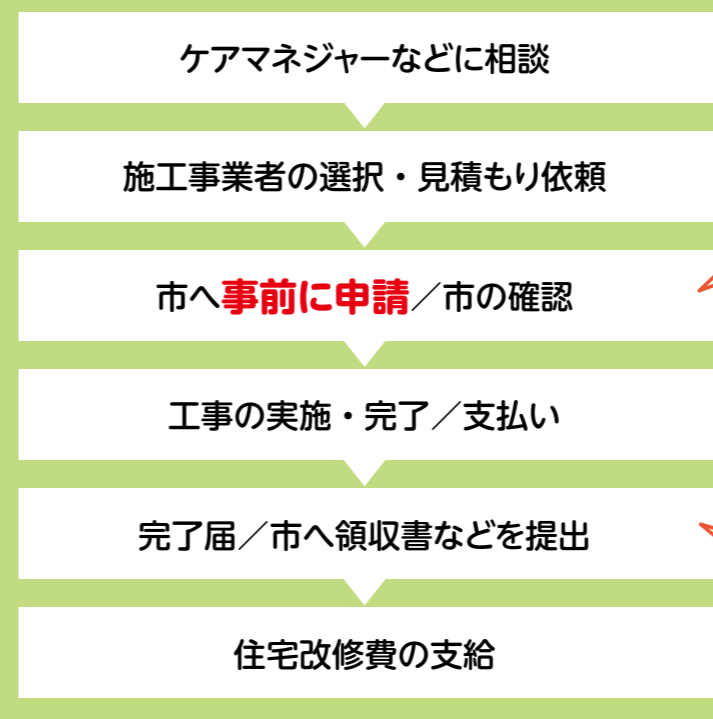 ケアマネジャーなどに相談
施工事業者の選択・見積もり依頼
市へ事前に申請／市の確認
工事の実施・完了／支払い
完了届／市へ領収書などを提出
住宅改修費の支給